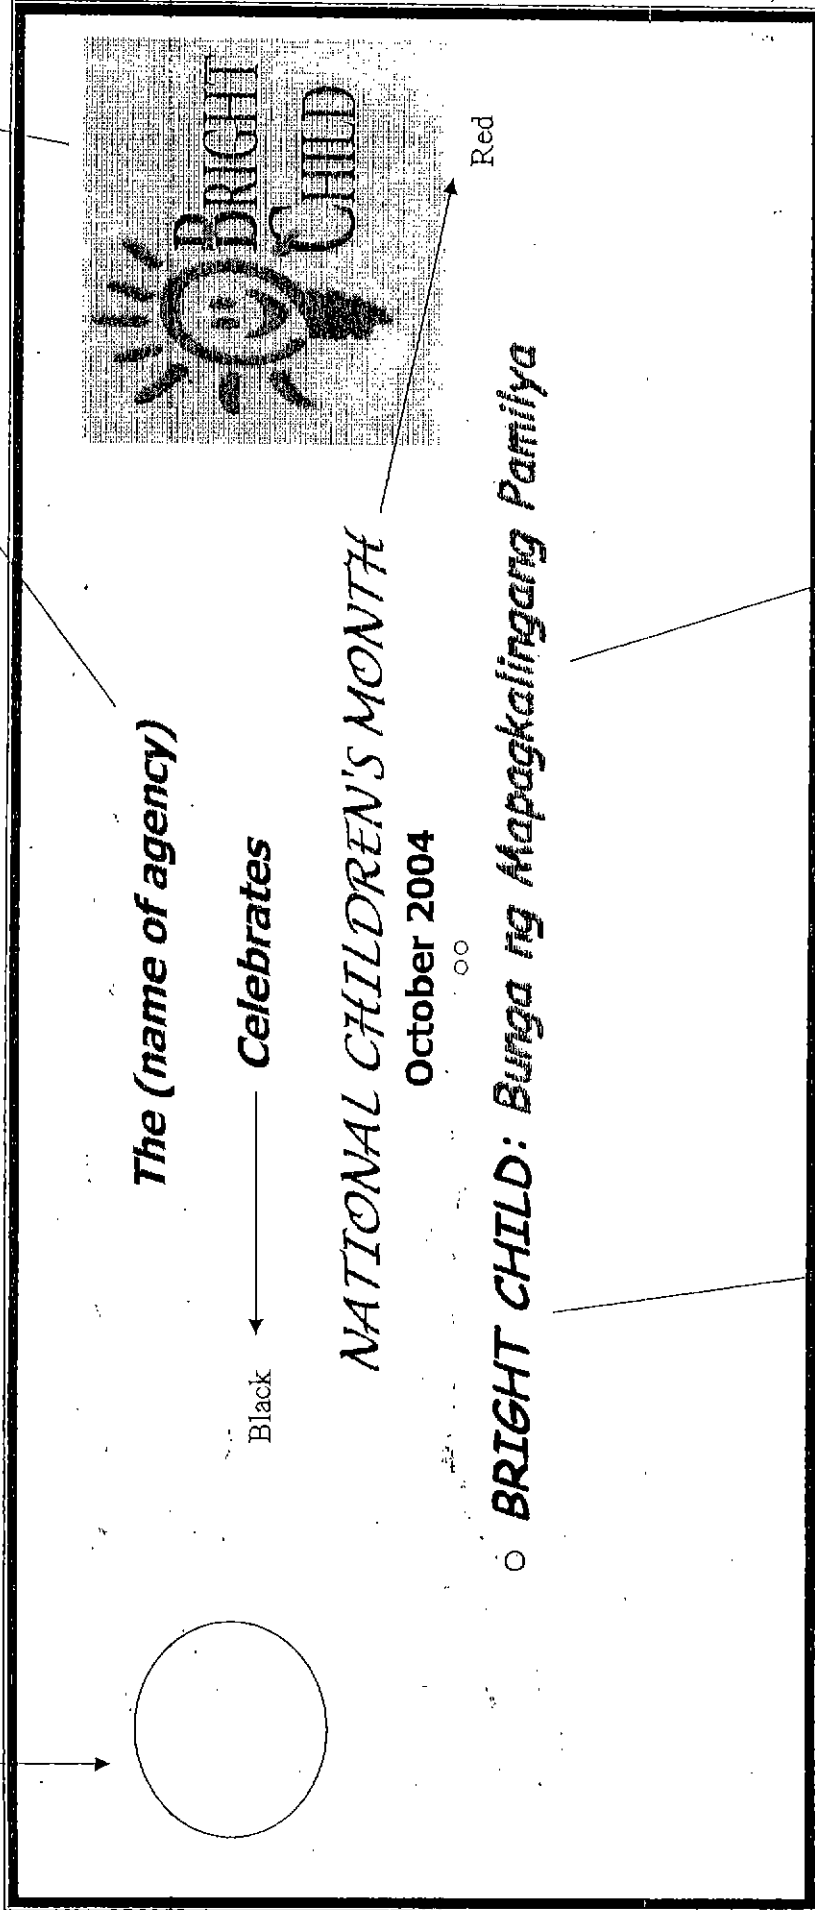 BRIGHT
CHILD
The (name of agency)
Celebrates
Black
NATIONAL CHILDREN'S MONTH
Red
October 2004
BRIGHT CHILD: Bunga ng Mapagkalingang Pamilya